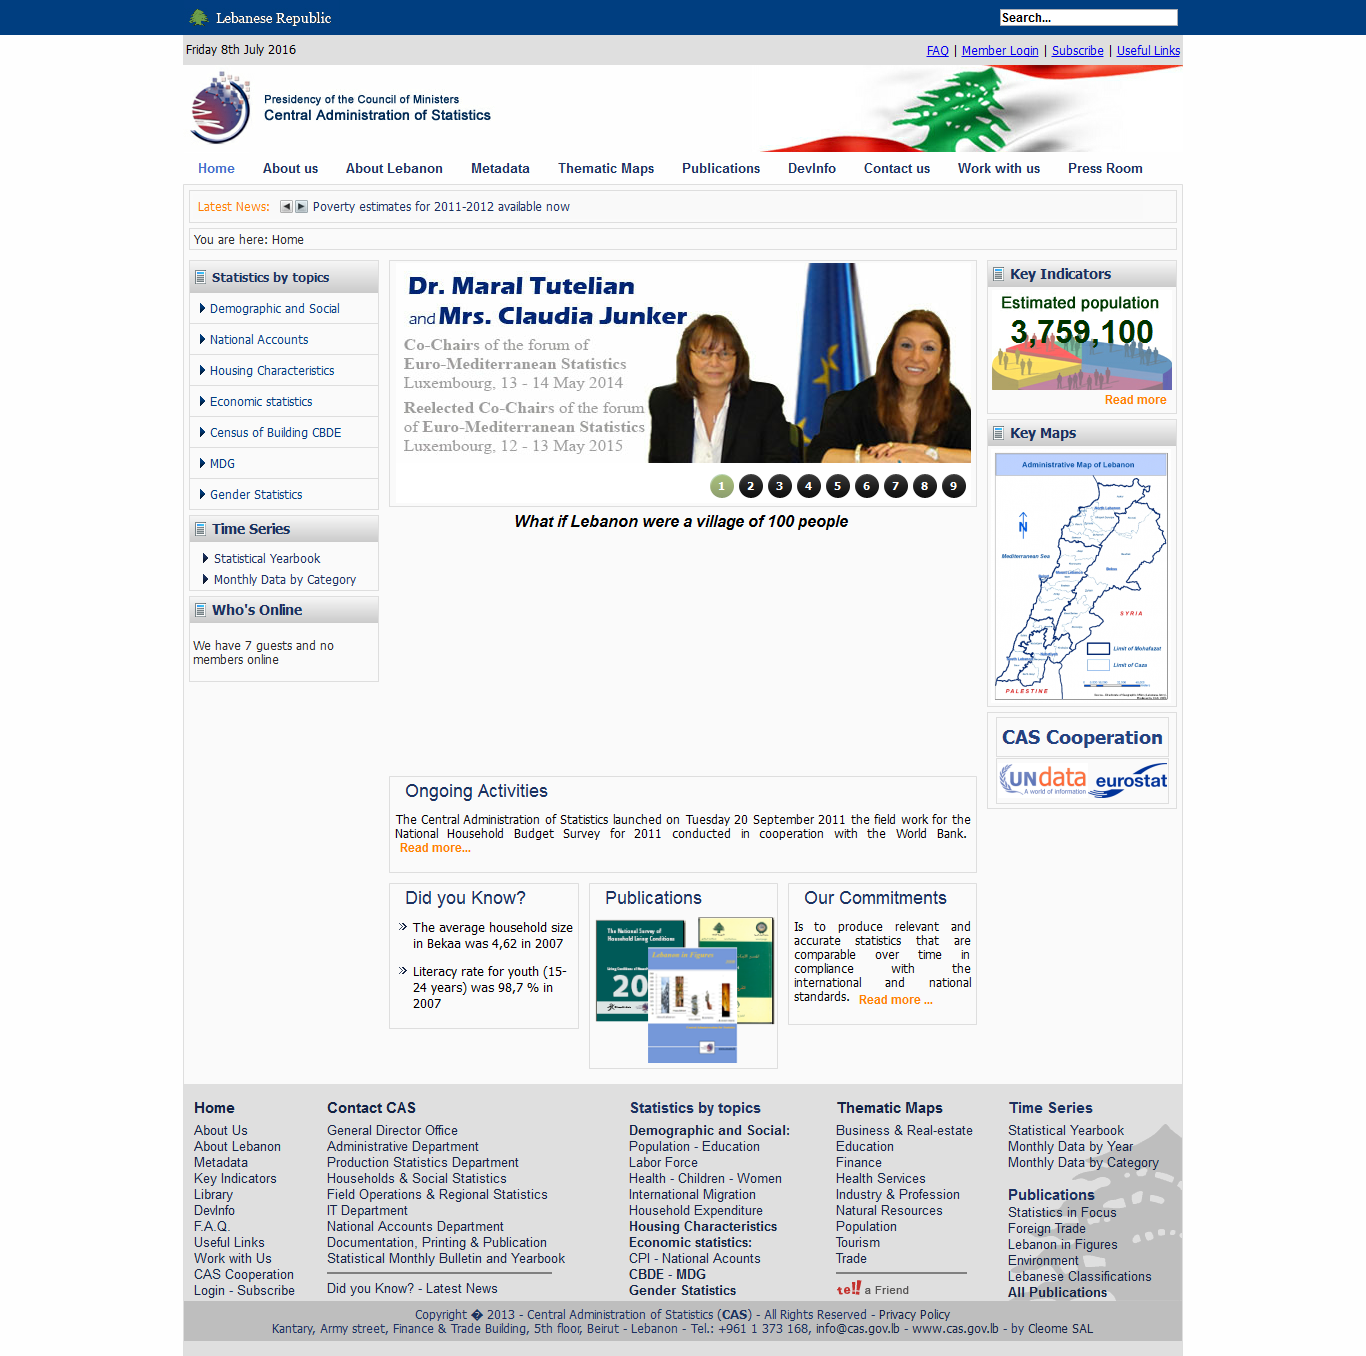 Lebanese Republic
Search...
Friday 8th July 2016
FAQ | Member Login | Subscribe | Useful Links
Presidency of the Council of Ministers
Central Administration of Statistics
Home About us About Lebanon Metadata Thematic Maps Publications DevInfo Contact us Work with us Press Room
Latest News: Poverty estimates for 2011-2012 available now
You are here: Home
Statistics by topics
Demographic and Social
National Accounts
Housing Characteristics
Economic statistics
Census of Building CBDE
MDG
Gender Statistics
Time Series
Statistical Yearbook
Monthly Data by Category
Who's Online
We have 7 guests and no
members online
Dr. Maral Tutelian
and Mrs. Claudia Junker
Co-Chairs of the forum of
Euro-Mediterranean Statistics
Luxembourg, 13 - 14 May 2014
Reelected Co-Chairs of the forum
of Euro-Mediterranean Statistics
Luxembourg, 12 - 13 May 2015
1 2 3 4 5 6 7 8 9
What if Lebanon were a village of 100 people
Key Indicators
Estimated population
3,759,100
Read more
Key Maps
Administrative Map of Lebanon
N
Mediterranean Sea
SYRIA
Limit of Mohafazat
Limit of Caza
PALESTINE
CAS Cooperation
UNdata
A world of information
eurostat
Ongoing Activities
The Central Administration of Statistics launched on Tuesday 20 September 2011 the field work for the
National Household Budget Survey for 2011 conducted in cooperation with the World Bank.
Read more...
Did you Know?
The average household size
in Bekaa was 4,62 in 2007
Literacy rate for youth (15-
24 years) was 98,7 % in
2007
Publications
The National Survey of
Household Living Conditions
Lebanon in Figures
Our Commitments
Is to produce relevant and
accurate statistics that are
comparable over time in
compliance with the
international and national
standards. Read more ...
Home
About Us
About Lebanon
Metadata
Key Indicators
Library
DevInfo
F.A.Q.
Useful Links
Work with Us
CAS Cooperation
Login - Subscribe
Contact CAS
General Director Office
Administrative Department
Production Statistics Department
Households & Social Statistics
Field Operations & Regional Statistics
IT Department
National Accounts Department
Documentation, Printing & Publication
Statistical Monthly Bulletin and Yearbook
Did you Know? - Latest News
Statistics by topics
Demographic and Social:
Population - Education
Labor Force
Health - Children - Women
International Migration
Household Expenditure
Housing Characteristics
Economic statistics:
CPI - National Acounts
CBDE - MDG
Gender Statistics
Thematic Maps
Business & Real-estate
Education
Finance
Health Services
Industry & Profession
Natural Resources
Population
Tourism
Trade
tell a Friend
Time Series
Statistical Yearbook
Monthly Data by Year
Monthly Data by Category
Publications
Statistics in Focus
Foreign Trade
Lebanon in Figures
Environment
Lebanese Classifications
All Publications
Copyright � 2013 - Central Administration of Statistics (CAS) - All Rights Reserved - Privacy Policy
Kantary, Army street, Finance & Trade Building, 5th floor, Beirut - Lebanon - Tel.: +961 1 373 168, info@cas.gov.lb - www.cas.gov.lb - by Cleome SAL